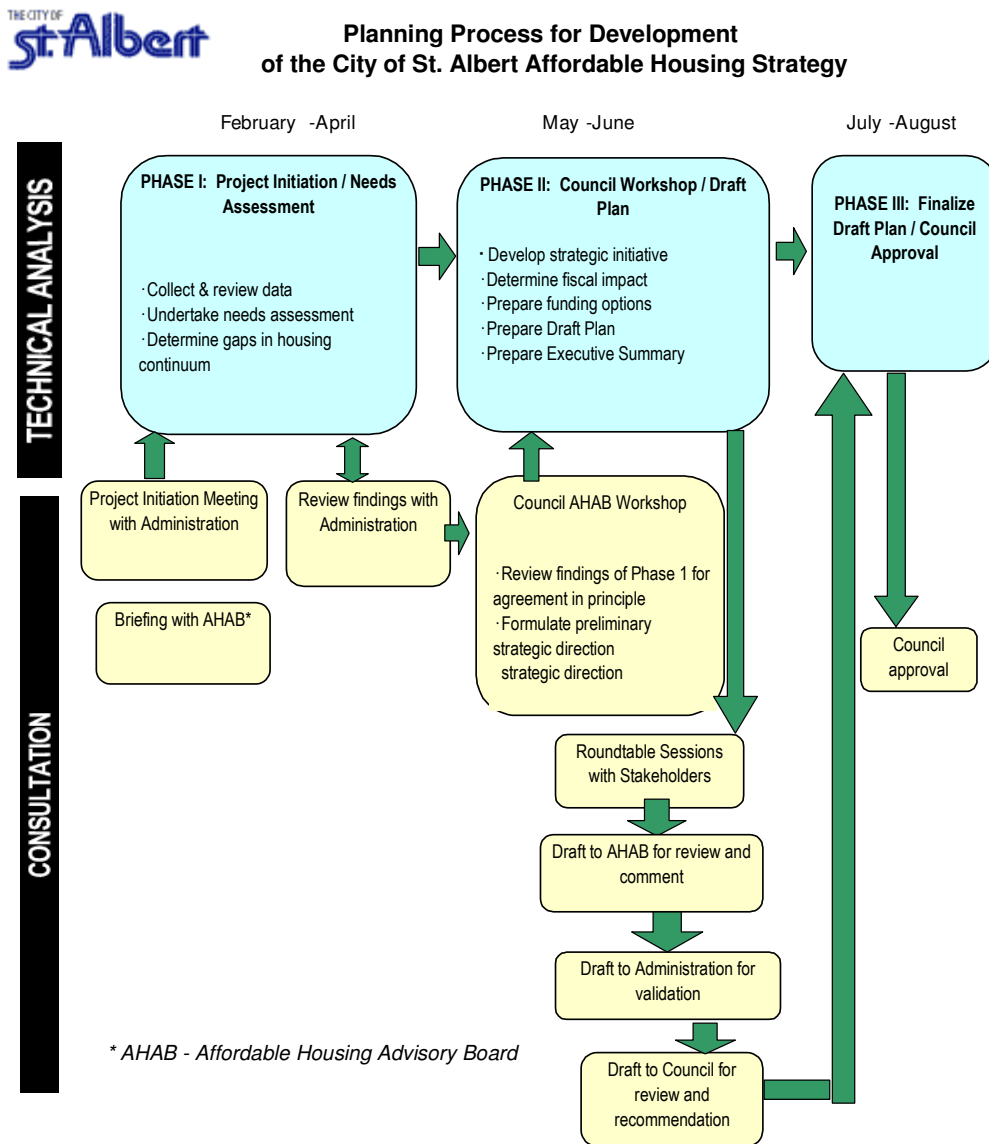 THE CITY OF
St. Albert
Planning Process for Development
of the City of St. Albert Affordable Housing Strategy
February -April
May -June
July -August
TECHNICAL ANALYSIS
PHASE I: Project Initiation / Needs
Assessment
·Collect & review data
·Undertake needs assessment
·Determine gaps in housing
continuum
PHASE II: Council Workshop / Draft
Plan
·Develop strategic initiative
·Determine fiscal impact
·Prepare funding options
·Prepare Draft Plan
·Prepare Executive Summary
PHASE III: Finalize
Draft Plan / Council
Approval
CONSULTATION
Project Initiation Meeting
with Administration
Briefing with AHAB*
Review findings with
Administration
Council AHAB Workshop
·Review findings of Phase 1 for
agreement in principle
·Formulate preliminary
strategic direction
strategic direction
Council
approval
Roundtable Sessions
with Stakeholders
Draft to AHAB for review and
comment
Draft to Administration for
validation
Draft to Council for
review and
recommendation
* AHAB - Affordable Housing Advisory Board